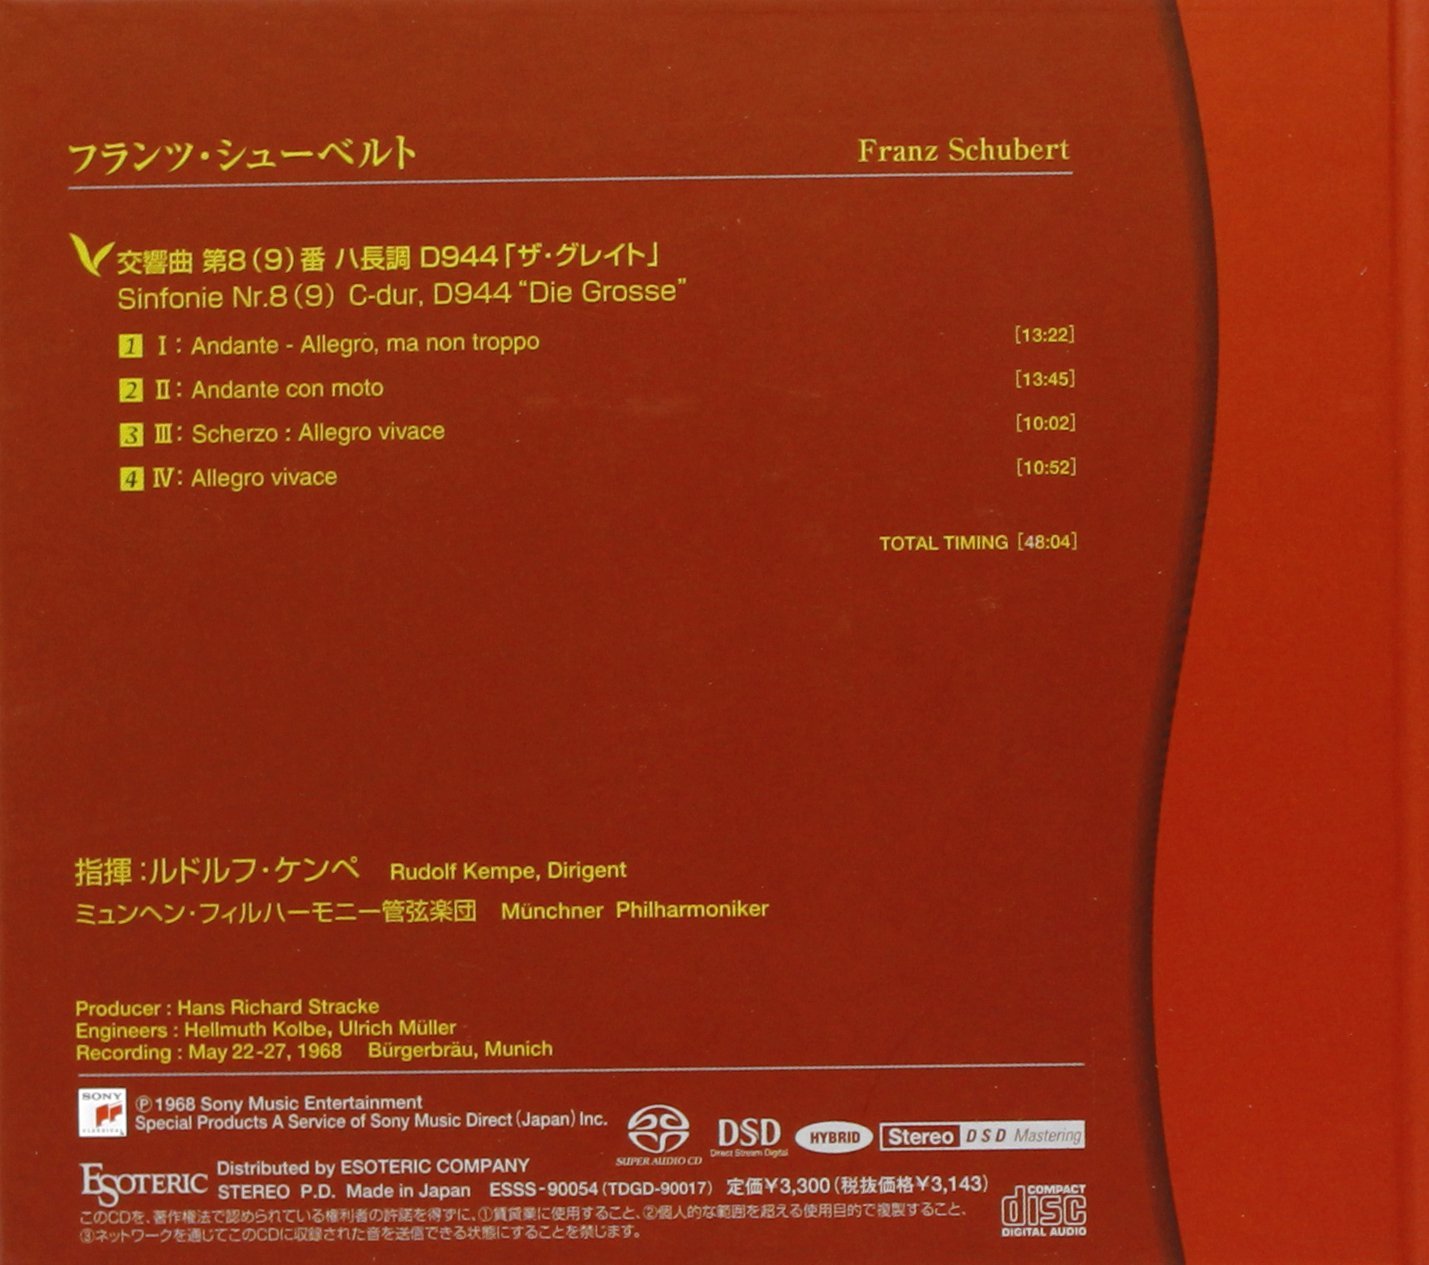 フランツ・シューベルト Franz Schubert
交響曲 第8(9)番 ハ長調 D944「ザ・グレイト」
Sinfonie Nr.8(9) C-dur, D944 “Die Grosse”
1 Ⅰ: Andante - Allegro, ma non troppo [13:22]
2 Ⅱ: Andante con moto [13:45]
3 Ⅲ: Scherzo : Allegro vivace [10:02]
4 Ⅳ: Allegro vivace [10:52]
TOTAL TIMING [48:04]
指揮:ルドルフ・ケンペ Rudolf Kempe, Dirigent
ミュンヘン・フィルハーモニー管弦楽団 Münchner Philharmoniker
Producer : Hans Richard Stracke
Engineers : Hellmuth Kolbe, Ulrich Müller
Recording : May 22-27, 1968 Bürgerbräu, Munich
SONY CLASSICAL
℗1968 Sony Music Entertainment
Special Products A Service of Sony Music Direct(Japan)Inc.
SUPER AUDIO CD
DSD Direct Stream Digital
HYBRID
Stereo DSD Mastering
ESOTERIC
Distributed by ESOTERIC COMPANY
STEREO P.D. Made in Japan ESSS-90054(TDGD-90017) 定価¥3,300(税抜価格¥3,143)
このCDを、著作権法で認められている権利者の許諾を得ずに、①賃貸業に使用すること、②個人的な範囲を超える使用目的で複製すること、
③ネットワークを通じてこのCDに収録された音を送信できる状態にすることを禁じます。
COMPACT disc DIGITAL AUDIO